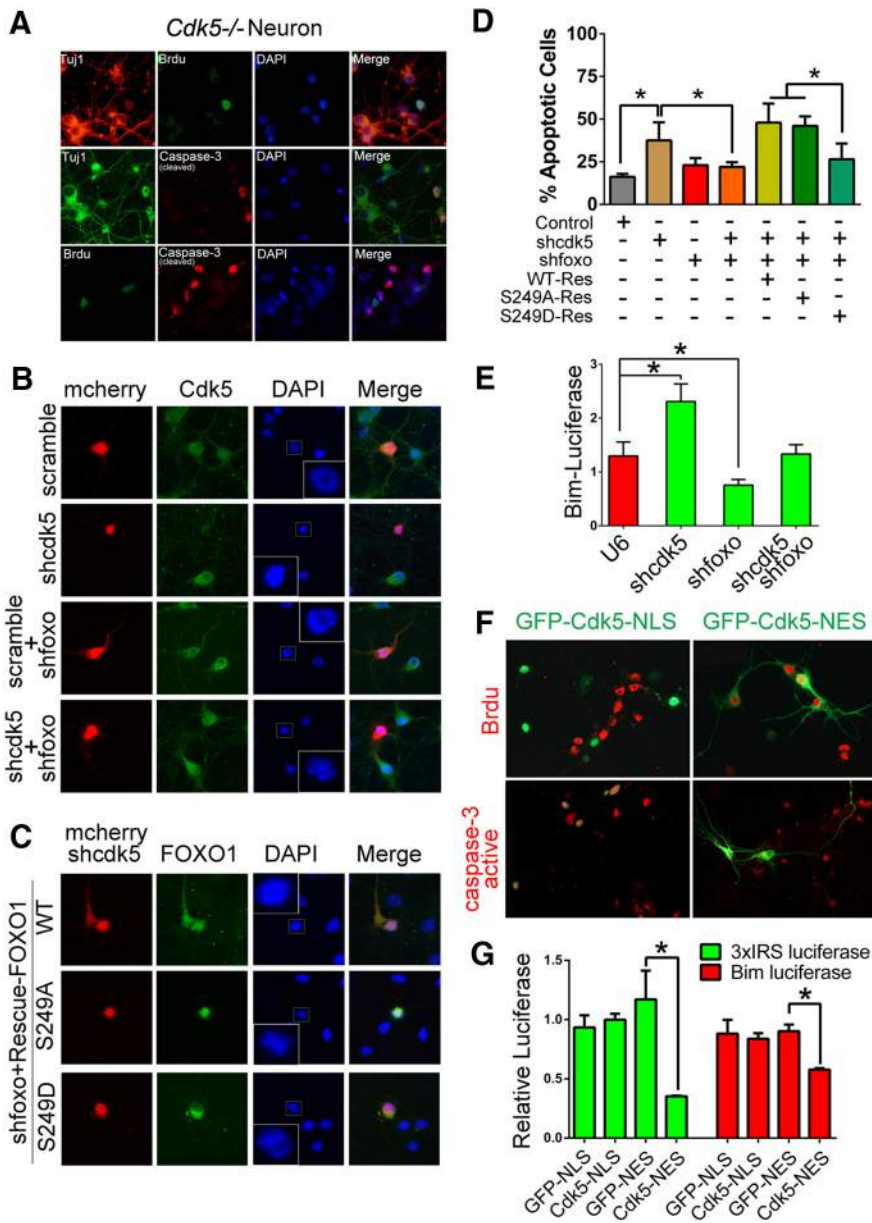 A
Cdk5-/- Neuron
Tuj1 Brdu DAPI Merge
Tuj1 Caspase-3 (cleaved) DAPI Merge
Brdu Caspase-3 (cleaved) DAPI Merge
B
mcherry Cdk5 DAPI Merge
scramble
shcdk5
scramble + shfoxo
shcdk5 + shfoxo
C
mcherry
shcdk5 FOXO1 DAPI Merge
shfoxo+Rescue-FOXO1
WT
S249A
S249D
D
% Apoptotic Cells
100
75
50
25
0
* * *
Control + - - - - - -
shcdk5 - + - + + + +
shfoxo - - + + + + +
WT-Res - - - - + - -
S249A-Res - - - - - + -
S249D-Res - - - - - - +
E
Bim-Luciferase
3
2
1
0
*
*
U6
shcdk5
shfoxo
shcdk5 shfoxo
F
GFP-Cdk5-NLS GFP-Cdk5-NES
Brdu
caspase-3 active
G
3xIRS luciferase
Bim luciferase
Relative Luciferase
1.5
1.0
0.5
0.0
* *
GFP-NLS
Cdk5-NLS
GFP-NES
Cdk5-NES
GFP-NLS
Cdk5-NLS
GFP-NES
Cdk5-NES